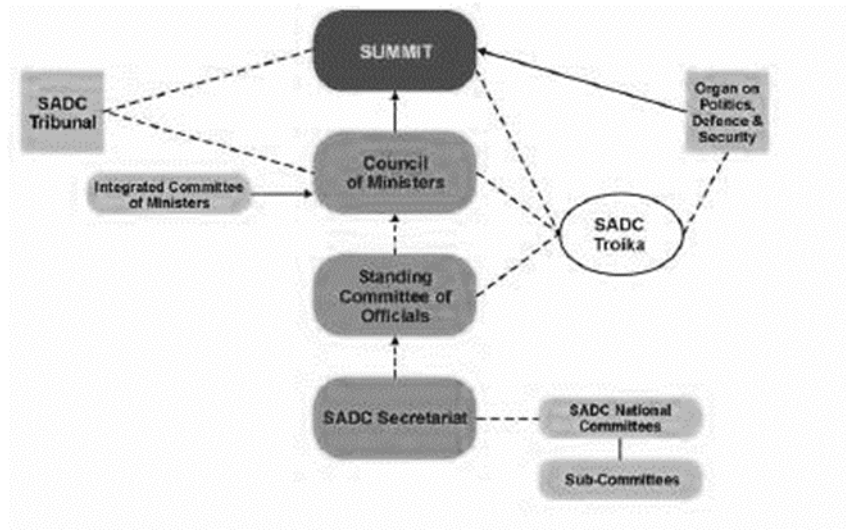 SUMMIT
SADC
Tribunal
Organ on
Politics,
Defence &
Security
Council
of Ministers
Integrated Committee
of Ministers
SADC
Troika
Standing
Committee of
Officials
SADC Secretariat
SADC National
Committees
Sub-Committees